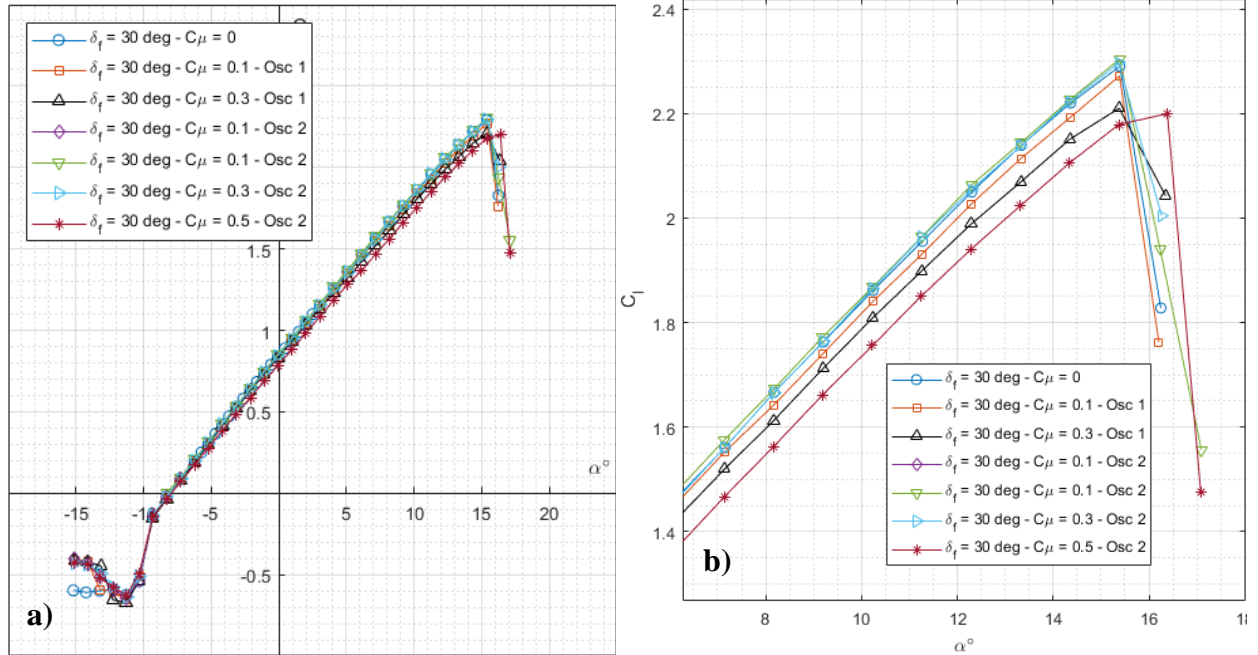 δf = 30 deg - Cμ = 0
δf = 30 deg - Cμ = 0.1 - Osc 1
δf = 30 deg - Cμ = 0.3 - Osc 1
δf = 30 deg - Cμ = 0.1 - Osc 2
δf = 30 deg - Cμ = 0.1 - Osc 2
δf = 30 deg - Cμ = 0.3 - Osc 2
δf = 30 deg - Cμ = 0.5 - Osc 2
1.5
1
0.5
α°
-15 -10 -5 5 10 15 20
-0.5
a)
2.4
2.2
Cl
2
1.8
1.6
1.4
δf = 30 deg - Cμ = 0
δf = 30 deg - Cμ = 0.1 - Osc 1
δf = 30 deg - Cμ = 0.3 - Osc 1
δf = 30 deg - Cμ = 0.1 - Osc 2
δf = 30 deg - Cμ = 0.1 - Osc 2
δf = 30 deg - Cμ = 0.3 - Osc 2
δf = 30 deg - Cμ = 0.5 - Osc 2
b)
8 10 12 14 16 18
α°